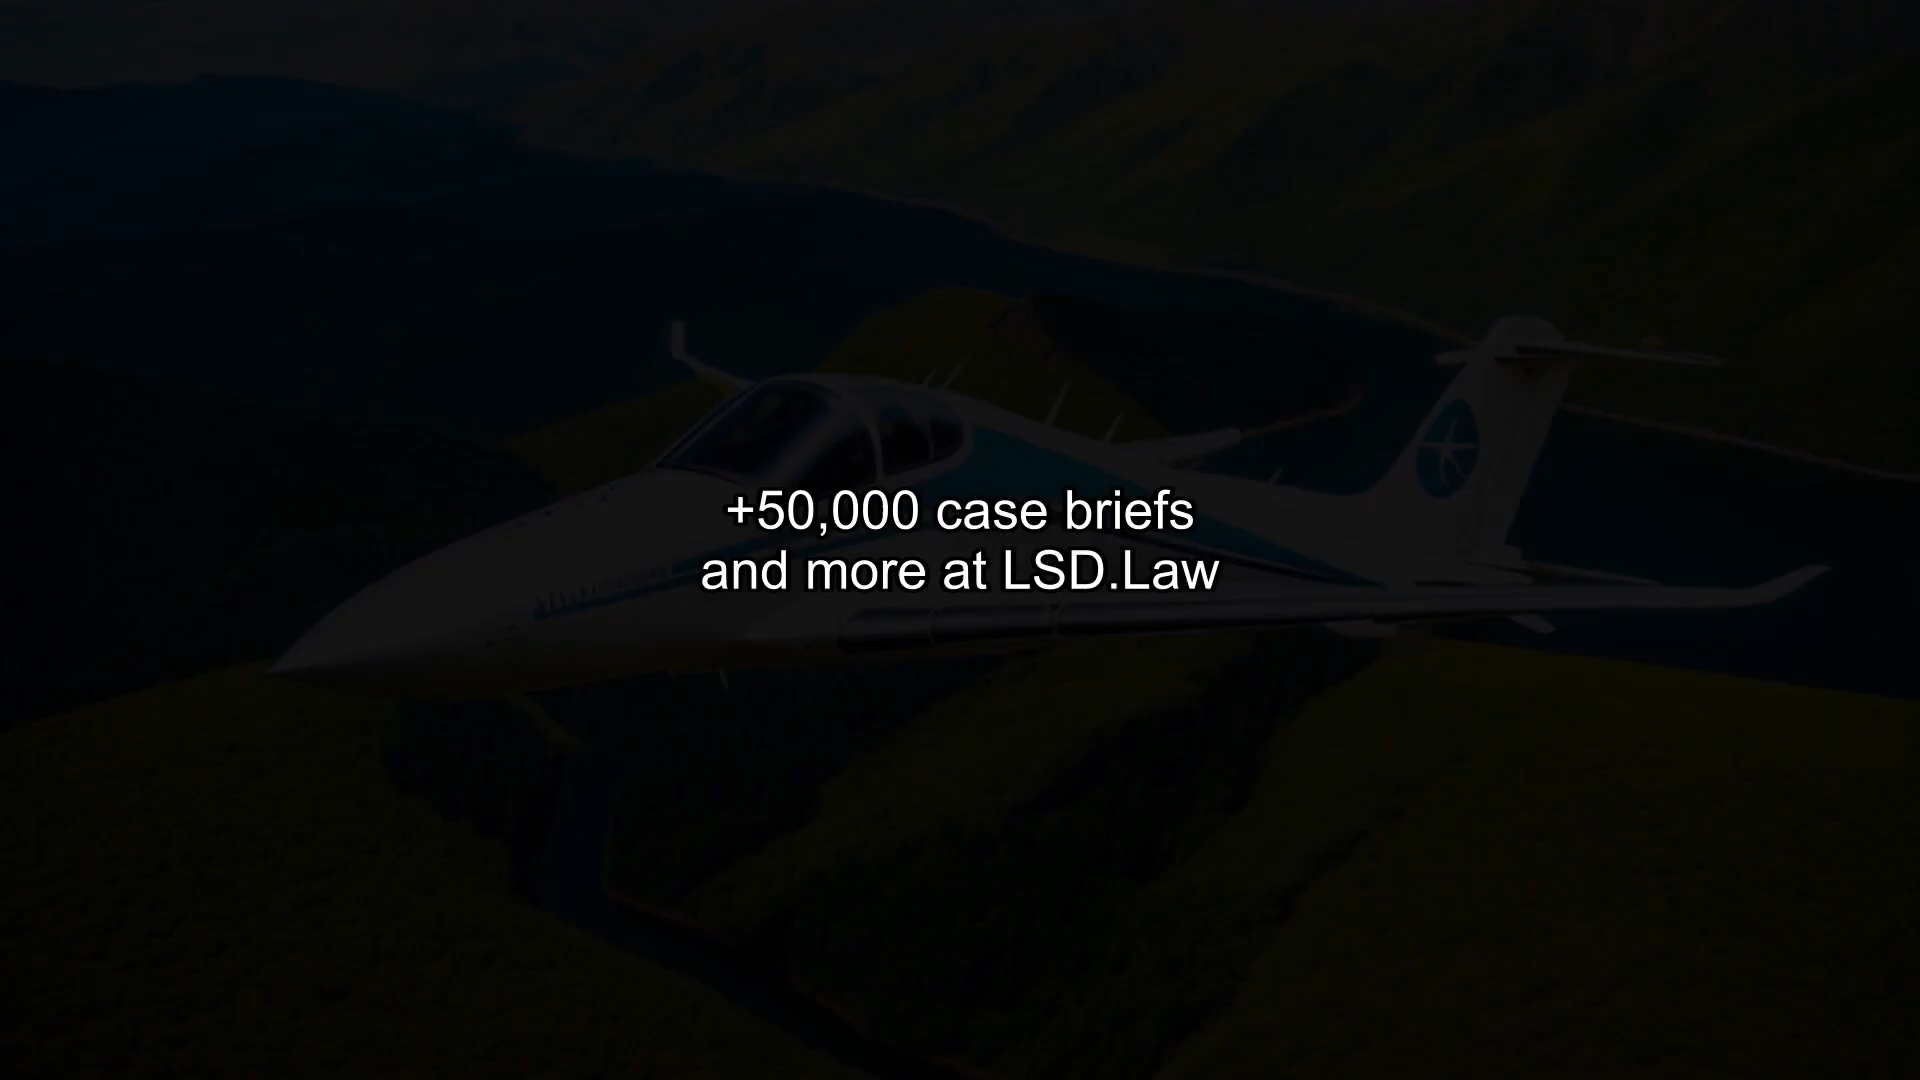 +50,000 case briefs
and more at LSD.Law